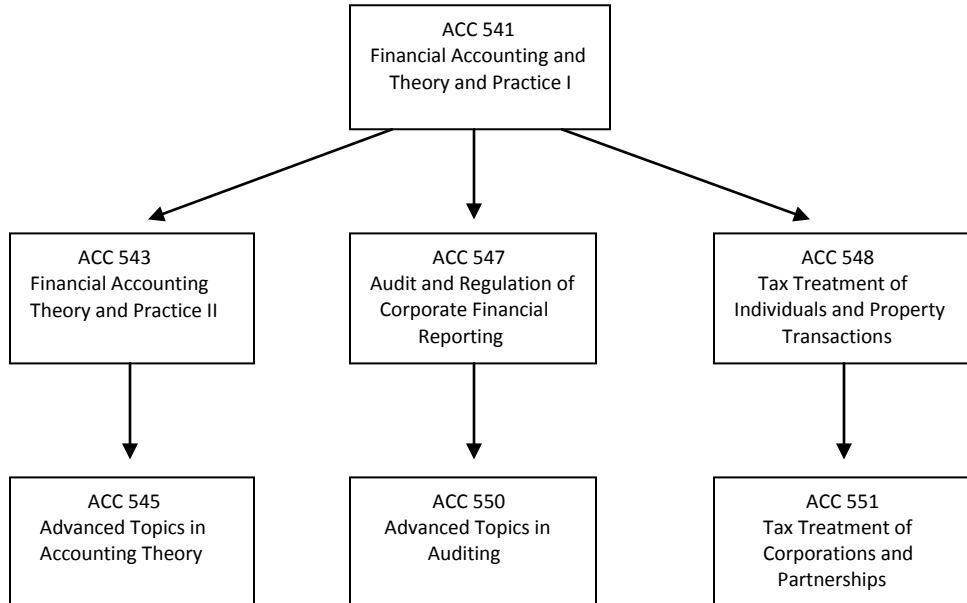 ACC 541
Financial Accounting and
Theory and Practice I
ACC 543
Financial Accounting
Theory and Practice II
ACC 547
Audit and Regulation of
Corporate Financial
Reporting
ACC 548
Tax Treatment of
Individuals and Property
Transactions
ACC 545
Advanced Topics in
Accounting Theory
ACC 550
Advanced Topics in
Auditing
ACC 551
Tax Treatment of
Corporations and
Partnerships